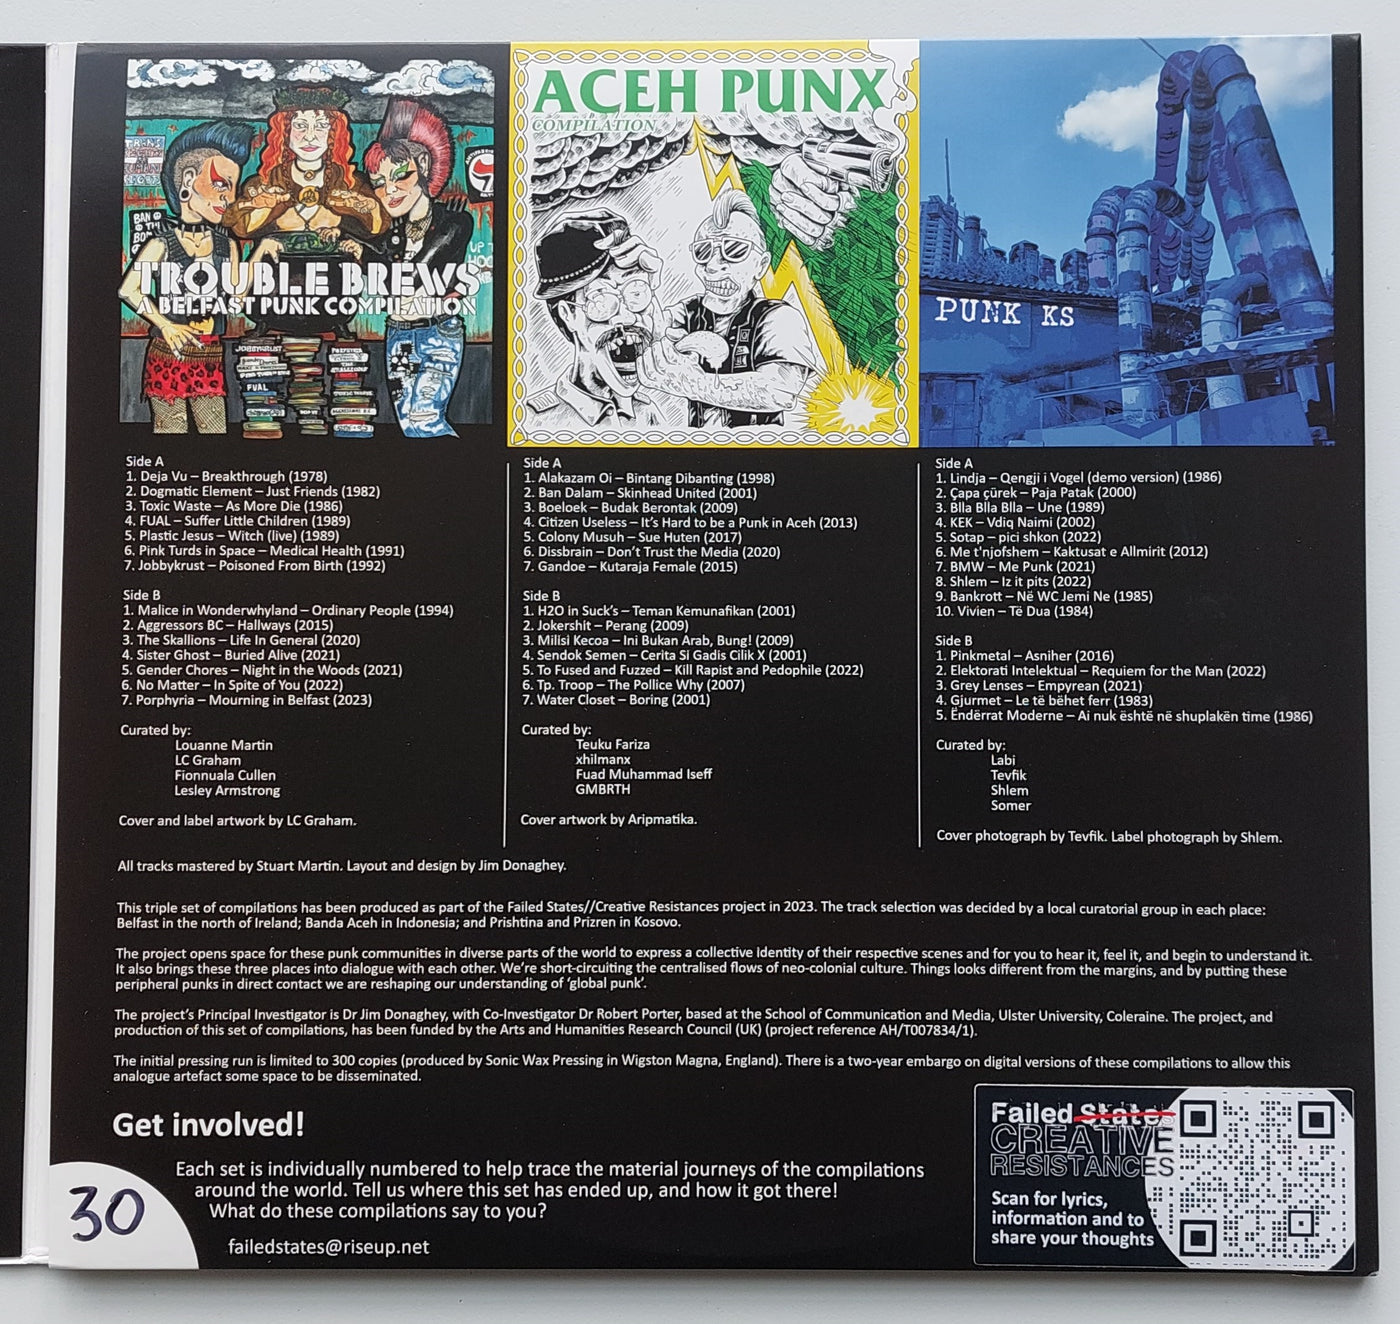 TROUBLE BREWS
A BELFAST PUNK COMPILATION
JOBBYKRUST
FUAL
ACEH PUNX
COMPILATION
PUNK KS
Side A
1. Deja Vu – Breakthrough (1978)
2. Dogmatic Element – Just Friends (1982)
3. Toxic Waste – As More Die (1986)
4. FUAL – Suffer Little Children (1989)
5. Plastic Jesus – Witch (live) (1989)
6. Pink Turds in Space – Medical Health (1991)
7. Jobbykrust – Poisoned From Birth (1992)
Side B
1. Malice in Wonderwhyland – Ordinary People (1994)
2. Aggressors BC – Hallways (2015)
3. The Skallions – Life In General (2020)
4. Sister Ghost – Buried Alive (2021)
5. Gender Chores – Night in the Woods (2021)
6. No Matter – In Spite of You (2022)
7. Porphyria – Mourning in Belfast (2023)
Curated by:
Louanne Martin
LC Graham
Fionnuala Cullen
Lesley Armstrong
Cover and label artwork by LC Graham.
Side A
1. Alakazam Oi – Bintang Dibanting (1998)
2. Ban Dalam – Skinhead United (2001)
3. Boeloek – Budak Berontak (2009)
4. Citizen Useless – It's Hard to be a Punk in Aceh (2013)
5. Colony Musuh – Sue Huten (2017)
6. Dissbrain – Don't Trust the Media (2020)
7. Gandoe – Kutaraja Female (2015)
Side B
1. H2O in Suck's – Teman Kemunafikan (2001)
2. Jokershit – Perang (2009)
3. Milisi Kecoa – Ini Bukan Arab, Bung! (2009)
4. Sendok Semen – Cerita Si Gadis Cilik X (2001)
5. To Fused and Fuzzed – Kill Rapist and Pedophile (2022)
6. Tp. Troop – The Pollice Why (2007)
7. Water Closet – Boring (2001)
Curated by:
Teuku Fariza
xhilmanx
Fuad Muhammad Iseff
GMBRTH
Cover artwork by Aripmatika.
Side A
1. Lindja – Qengji i Vogel (demo version) (1986)
2. Çapa çürek – Paja Patak (2000)
3. Blla Blla Blla – Une (1989)
4. KEK – Vdiq Naimi (2002)
5. Sotap – pici shkon (2022)
6. Me t'njofshem – Kaktusat e Allmirit (2012)
7. BMW – Me Punk (2021)
8. Shlem – Iz it pits (2022)
9. Bankrott – Në WC Jemi Ne (1985)
10. Vivien – Të Dua (1984)
Side B
1. Pinkmetal – Asniher (2016)
2. Elektorati Intelektual – Requiem for the Man (2022)
3. Grey Lenses – Empyrean (2021)
4. Gjurmet – Le të bëhet ferr (1983)
5. Ëndërrat Moderne – Ai nuk është në shuplakën time (1986)
Curated by:
Labi
Tevfik
Shlem
Somer
Cover photograph by Tevfik. Label photograph by Shlem.
All tracks mastered by Stuart Martin. Layout and design by Jim Donaghey.
This triple set of compilations has been produced as part of the Failed States//Creative Resistances project in 2023. The track selection was decided by a local curatorial group in each place:
Belfast in the north of Ireland; Banda Aceh in Indonesia; and Prishtina and Prizren in Kosovo.
The project opens space for these punk communities in diverse parts of the world to express a collective identity of their respective scenes and for you to hear it, feel it, and begin to understand it.
It also brings these three places into dialogue with each other. We're short-circuiting the centralised flows of neo-colonial culture. Things looks different from the margins, and by putting these
peripheral punks in direct contact we are reshaping our understanding of 'global punk'.
The project's Principal Investigator is Dr Jim Donaghey, with Co-Investigator Dr Robert Porter, based at the School of Communication and Media, Ulster University, Coleraine. The project, and
production of this set of compilations, has been funded by the Arts and Humanities Research Council (UK) (project reference AH/T007834/1).
The initial pressing run is limited to 300 copies (produced by Sonic Wax Pressing in Wigston Magna, England). There is a two-year embargo on digital versions of these compilations to allow this
analogue artefact some space to be disseminated.
Get involved!
Each set is individually numbered to help trace the material journeys of the compilations
around the world. Tell us where this set has ended up, and how it got there!
What do these compilations say to you?
failedstates@riseup.net
30
Failed States
CREATIVE
RESISTANCES
Scan for lyrics,
information and to
share your thoughts